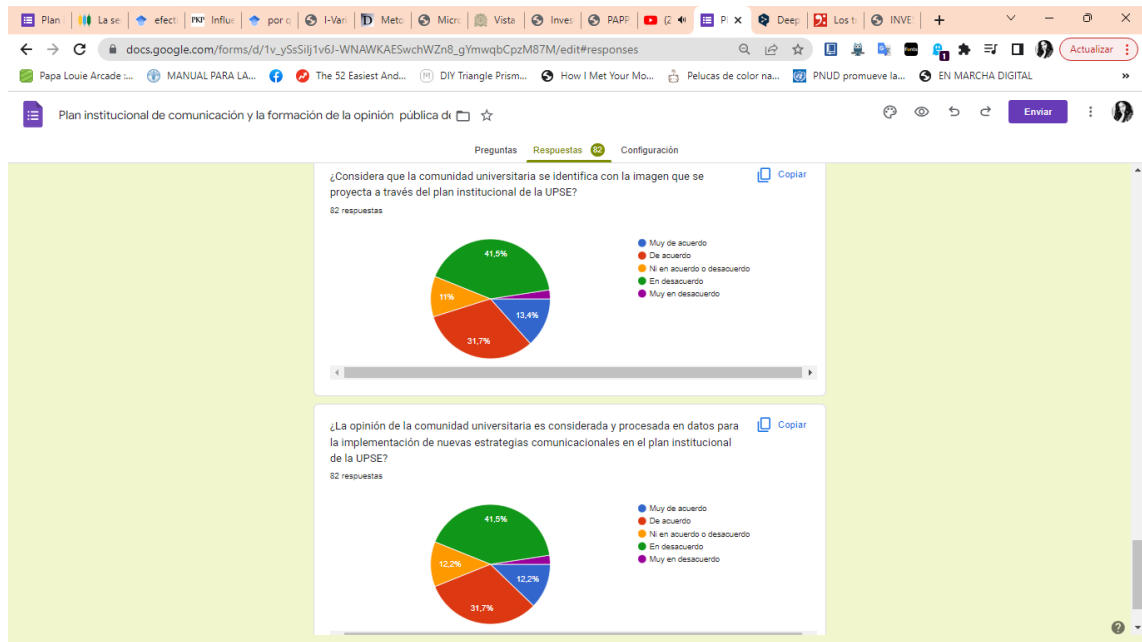 Plan
La se
efecti
PKP Influe
por q
I-Vari
Meto
Micro
Vista
Inves
PAPP
(2
Pl
Deep
Los t
INVE
docs.google.com/forms/d/1v_ySsSilj1v6J-WNAWKAESwchWZn8_gYmwqbCpzM87M/edit#responses
Actualizar
Papa Louie Arcade :...
MANUAL PARA LA...
The 52 Easiest And...
DIY Triangle Prism...
How I Met Your Mo...
Pelucas de color na...
PNUD promueve la...
EN MARCHA DIGITAL
Plan institucional de comunicación y la formación de la opinión pública de
Enviar
Preguntas Respuestas 82 Configuración
¿Considera que la comunidad universitaria se identifica con la imagen que se
proyecta a través del plan institucional de la UPSE?
Copiar
82 respuestas
41,5%
11%
13,4%
31,7%
Muy de acuerdo
De acuerdo
Ni en acuerdo o desacuerdo
En desacuerdo
Muy en desacuerdo
¿La opinión de la comunidad universitaria es considerada y procesada en datos para
la implementación de nuevas estrategias comunicacionales en el plan institucional
de la UPSE?
Copiar
82 respuestas
41,5%
12,2%
12,2%
31,7%
Muy de acuerdo
De acuerdo
Ni en acuerdo o desacuerdo
En desacuerdo
Muy en desacuerdo